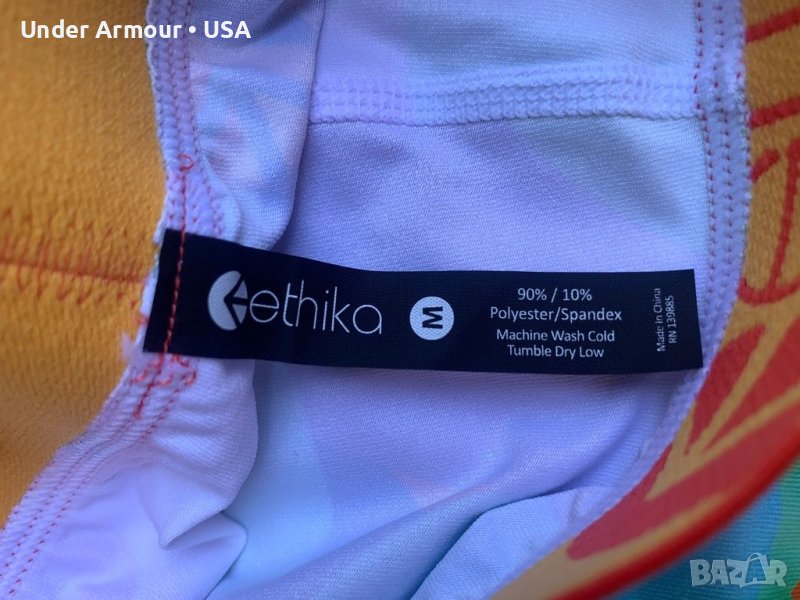 Under Armour • USA
ethika
M
90% / 10%
Polyester/Spandex
Machine Wash Cold
Tumble Dry Low
Made In China
RN 139885
BAZAR